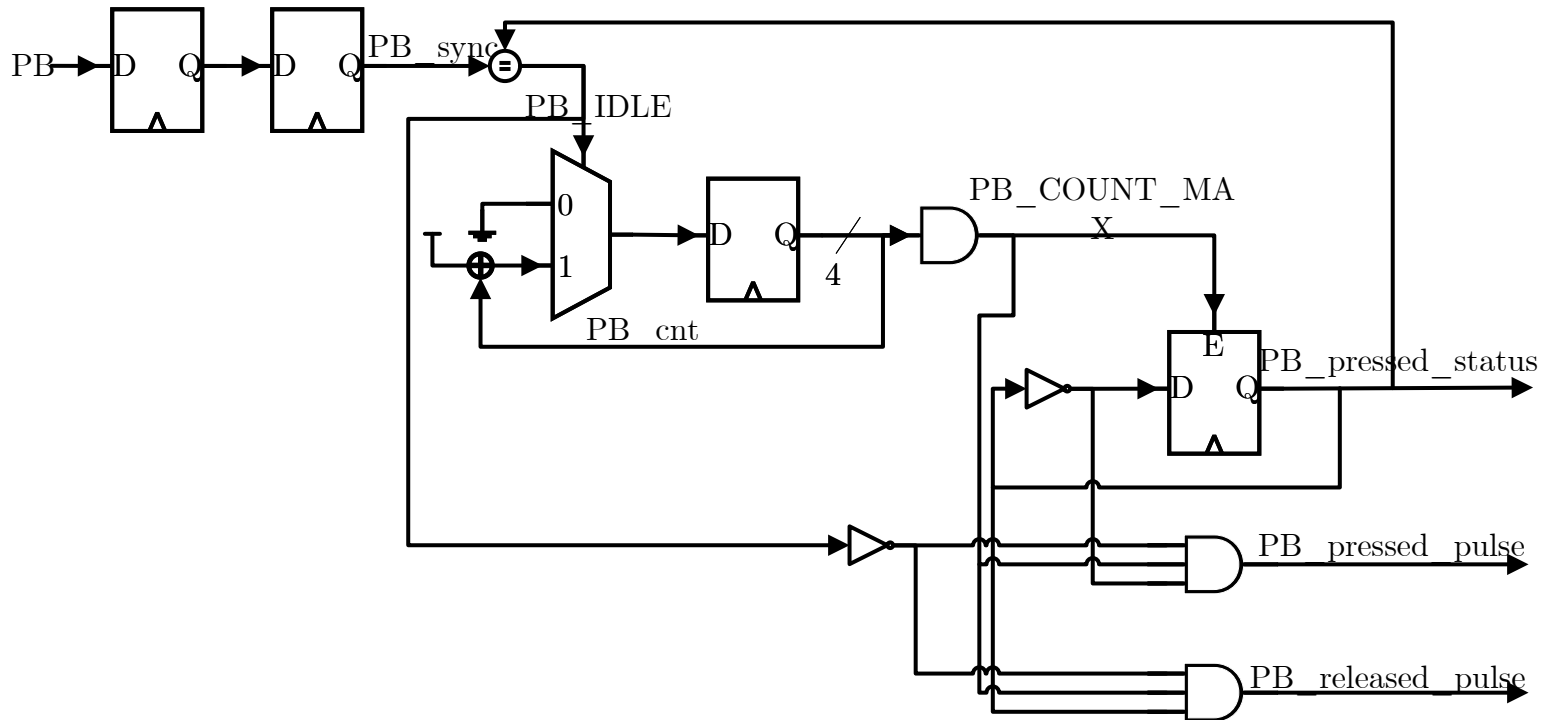 PB
D
Q
D
Q
PB_sync
=
PB_IDLE
0
1
D
Q
4
PB_cnt
PB_COUNT_MA
X
E
D
Q
PB_pressed_status
PB_pressed_pulse
PB_released_pulse